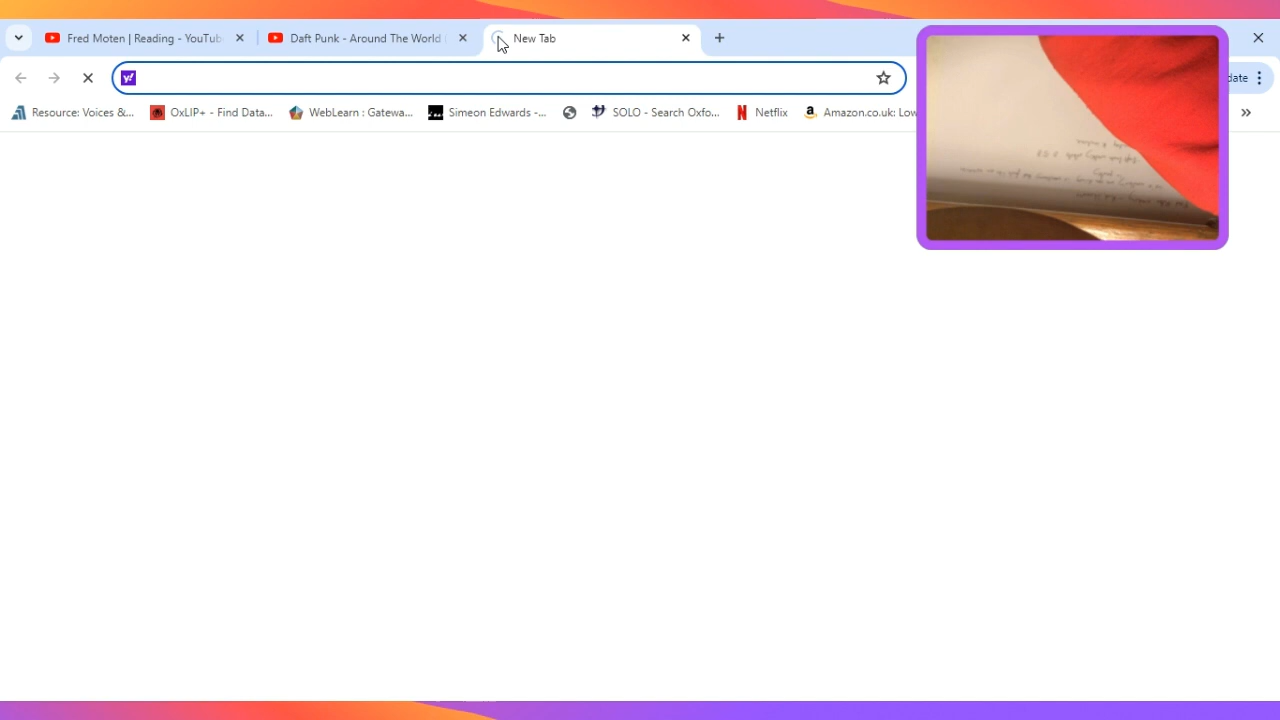 Fred Moten | Reading - YouTub
Daft Punk - Around The World
New Tab
y!
date
Resource: Voices &...
OxLIP+ - Find Data...
WebLearn : Gatewa...
Simeon Edwards -...
SOLO - Search Oxfo...
Netflix
Amazon.co.uk: Low